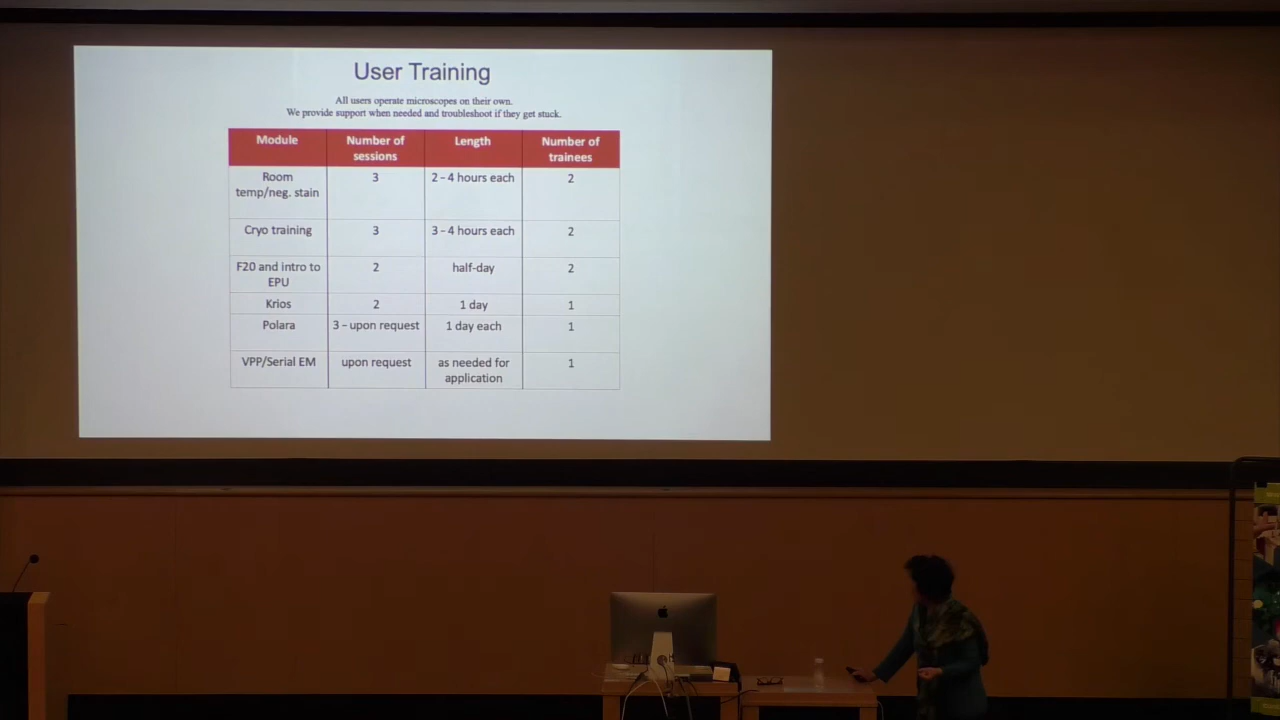 User Training
All users operate microscopes on their own.
We provide support when needed and troubleshoot if they get stuck.
Module Number of sessions Length Number of trainees
Room temp/neg. stain 3 2 – 4 hours each 2
Cryo training 3 3 – 4 hours each 2
F20 and intro to EPU 2 half-day 2
Krios 2 1 day 1
Polara 3 – upon request 1 day each 1
VPP/Serial EM upon request as needed for application 1